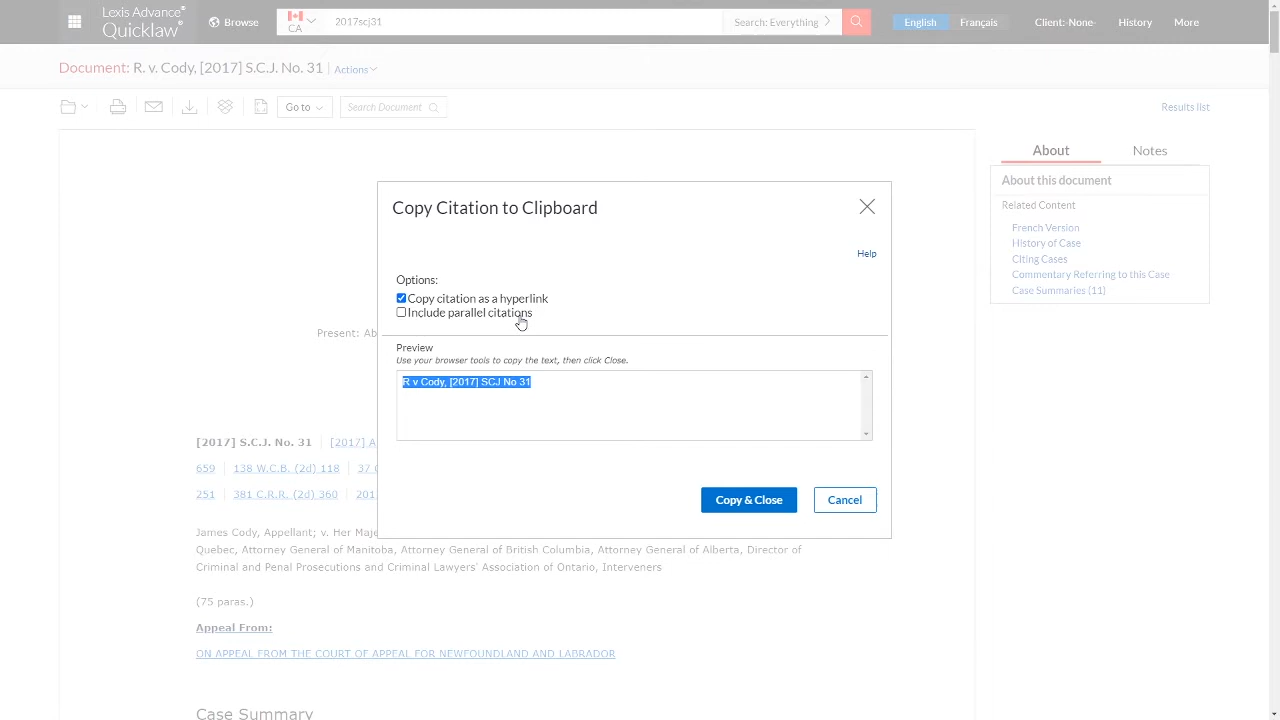 Lexis Advance®
Quicklaw®
Browse
CA
2017scj31
Search: Everything
English
Français
Client:-None-
History
More
Document: R. v. Cody, [2017] S.C.J. No. 31
Actions
Go to
Search Document
Results list
About
Notes
About this document
Related Content
French Version
History of Case
Citing Cases
Commentary Referring to this Case
Case Summaries (11)
Copy Citation to Clipboard
Help
Options:
Copy citation as a hyperlink
Include parallel citations
Preview
Use your browser tools to copy the text, then click Close.
R v Cody, [2017] SCJ No 31
Copy & Close
Cancel
Present: Ab
[2017] S.C.J. No. 31 [2017] A
659 138 W.C.B. (2d) 118 37
251 381 C.R.R. (2d) 360 201
James Cody, Appellant; v. Her Maje
Quebec, Attorney General of Manitoba, Attorney General of British Columbia, Attorney General of Alberta, Director of
Criminal and Penal Prosecutions and Criminal Lawyers' Association of Ontario, Interveners
(75 paras.)
Appeal From:
ON APPEAL FROM THE COURT OF APPEAL FOR NEWFOUNDLAND AND LABRADOR
Case Summary